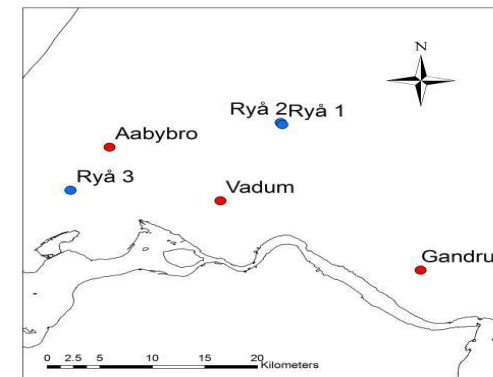 N
Ryå 2 Ryå 1
Aabybro
Ryå 3
Vadum
Gandru
0 2.5 5 10 15 20
Kilometers